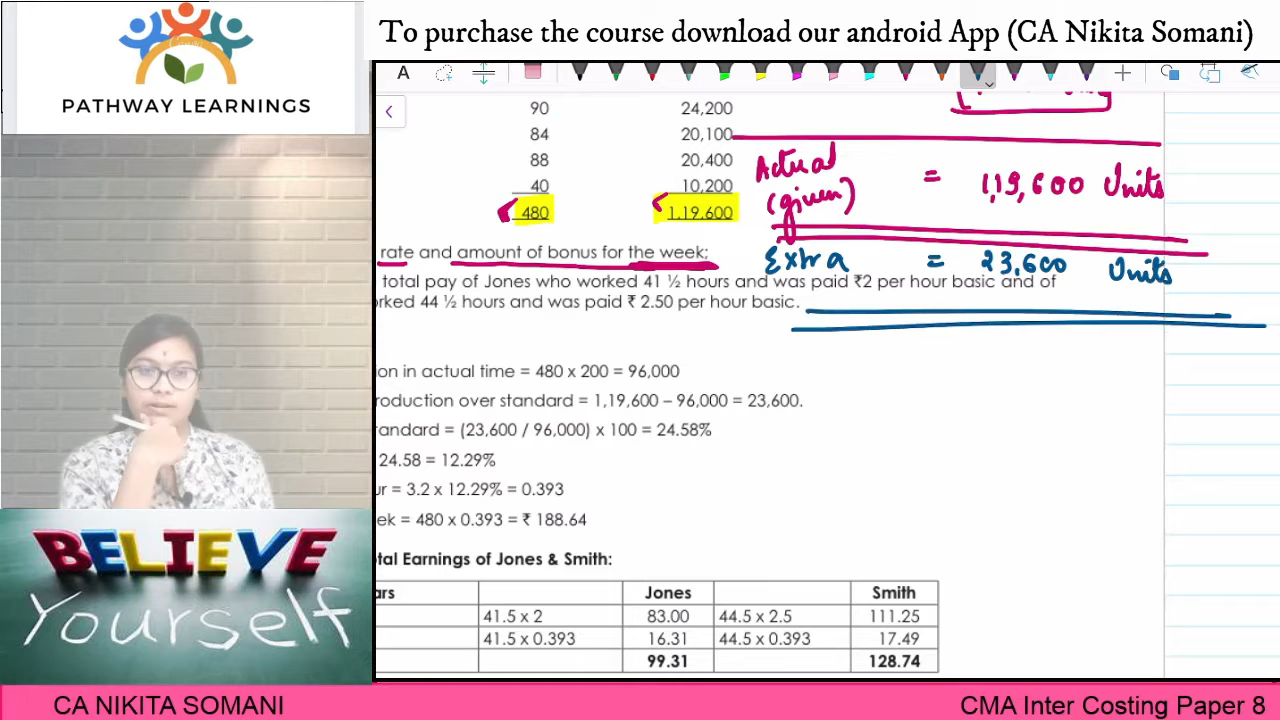 To purchase the course download our android App (CA Nikita Somani)
PATHWAY LEARNINGS
A
90 24,200
84 20,100
88 20,400
40 10,200
480 1,19,600
Actual (given) = 1,19,600 Units
Extra = 23,600 Units
rate and amount of bonus for the week;
total pay of Jones who worked 41 ½ hours and was paid ₹2 per hour basic and of
rked 44 ½ hours and was paid ₹ 2.50 per hour basic.
ion in actual time = 480 x 200 = 96,000
roduction over standard = 1,19,600 – 96,000 = 23,600.
tandard = (23,600 / 96,000) x 100 = 24.58%
24.58 = 12.29%
ur = 3.2 x 12.29% = 0.393
ek = 480 x 0.393 = ₹ 188.64
otal Earnings of Jones & Smith:
ars Jones Smith
41.5 x 2 83.00 44.5 x 2.5 111.25
41.5 x 0.393 16.31 44.5 x 0.393 17.49
99.31 128.74
BELIEVE
Yourself
CA NIKITA SOMANI
CMA Inter Costing Paper 8